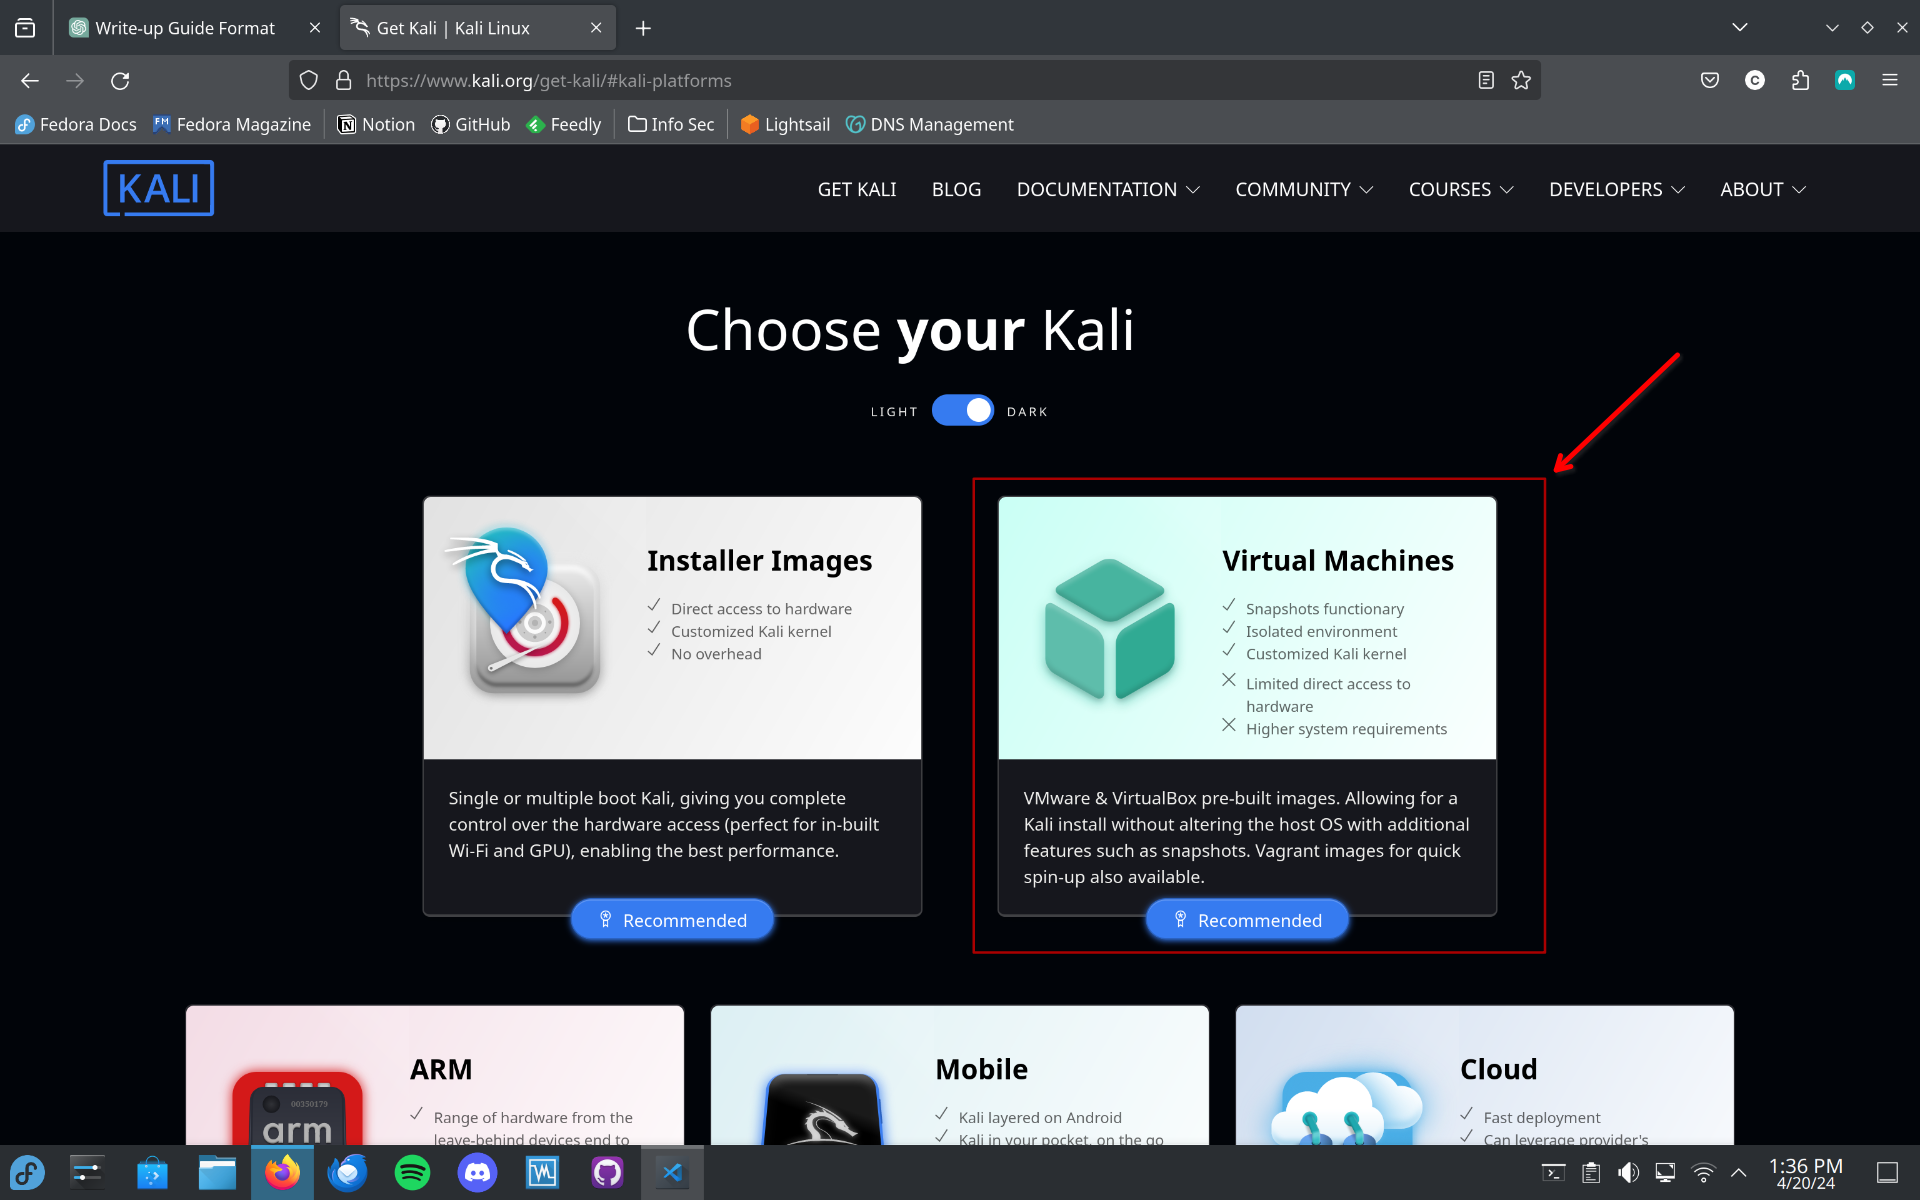 Write-up Guide Format
Get Kali | Kali Linux
https://www.kali.org/get-kali/#kali-platforms
C
Fedora Docs
FM Fedora Magazine
Notion
GitHub
Feedly
Info Sec
Lightsail
DNS Management
KALI
GET KALI
BLOG
DOCUMENTATION
COMMUNITY
COURSES
DEVELOPERS
ABOUT
Choose your Kali
LIGHT
DARK
Installer Images
Direct access to hardware
Customized Kali kernel
No overhead
Single or multiple boot Kali, giving you complete
control over the hardware access (perfect for in-built
Wi-Fi and GPU), enabling the best performance.
Recommended
Virtual Machines
Snapshots functionary
Isolated environment
Customized Kali kernel
Limited direct access to
hardware
Higher system requirements
VMware & VirtualBox pre-built images. Allowing for a
Kali install without altering the host OS with additional
features such as snapshots. Vagrant images for quick
spin-up also available.
Recommended
ARM
Range of hardware from the
leave-behind devices end to
00350179
arm
Mobile
Kali layered on Android
Kali in your pocket, on the go
Cloud
Fast deployment
Can leverage provider's
1:36 PM
4/20/24